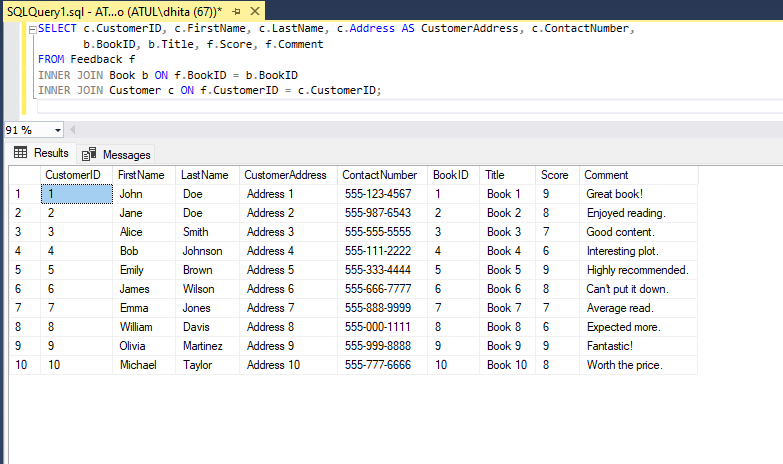 SQLQuery1.sql - AT...o (ATUL\dhita (67))*
SELECT c.CustomerID, c.FirstName, c.LastName, c.Address AS CustomerAddress, c.ContactNumber,
b.BookID, b.Title, f.Score, f.Comment
FROM Feedback f
INNER JOIN Book b ON f.BookID = b.BookID
INNER JOIN Customer c ON f.CustomerID = c.CustomerID;
91 %
Results Messages
CustomerID FirstName LastName CustomerAddress ContactNumber BookID Title Score Comment
1 1 John Doe Address 1 555-123-4567 1 Book 1 9 Great book!
2 2 Jane Doe Address 2 555-987-6543 2 Book 2 8 Enjoyed reading.
3 3 Alice Smith Address 3 555-555-5555 3 Book 3 7 Good content.
4 4 Bob Johnson Address 4 555-111-2222 4 Book 4 6 Interesting plot.
5 5 Emily Brown Address 5 555-333-4444 5 Book 5 9 Highly recommended.
6 6 James Wilson Address 6 555-666-7777 6 Book 6 8 Can't put it down.
7 7 Emma Jones Address 7 555-888-9999 7 Book 7 7 Average read.
8 8 William Davis Address 8 555-000-1111 8 Book 8 6 Expected more.
9 9 Olivia Martinez Address 9 555-999-8888 9 Book 9 9 Fantastic!
10 10 Michael Taylor Address 10 555-777-6666 10 Book 10 8 Worth the price.